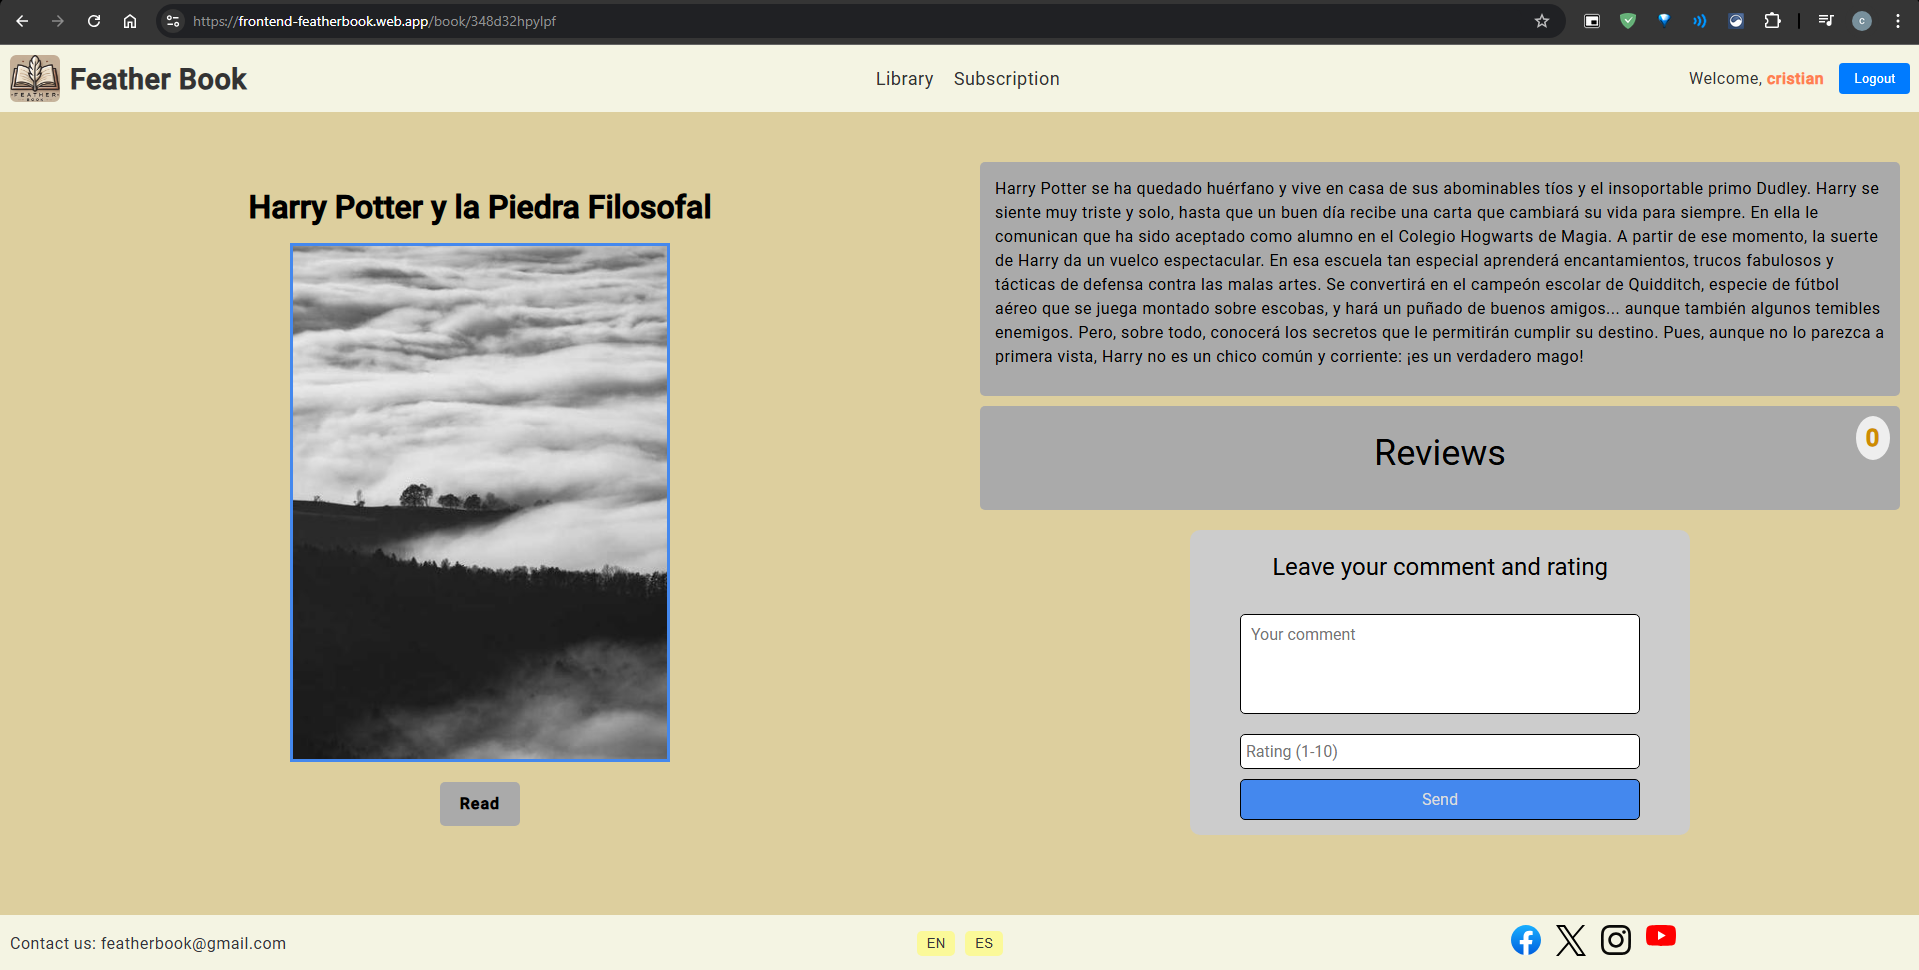 https://frontend-featherbook.web.app/book/348d32hpylpf
c
FEATHER
BOOK
Feather Book
Library Subscription
Welcome, cristian
Logout
Harry Potter y la Piedra Filosofal
Read
Harry Potter se ha quedado huérfano y vive en casa de sus abominables tíos y el insoportable primo Dudley. Harry se
siente muy triste y solo, hasta que un buen día recibe una carta que cambiará su vida para siempre. En ella le
comunican que ha sido aceptado como alumno en el Colegio Hogwarts de Magia. A partir de ese momento, la suerte
de Harry da un vuelco espectacular. En esa escuela tan especial aprenderá encantamientos, trucos fabulosos y
tácticas de defensa contra las malas artes. Se convertirá en el campeón escolar de Quidditch, especie de fútbol
aéreo que se juega montado sobre escobas, y hará un puñado de buenos amigos... aunque también algunos temibles
enemigos. Pero, sobre todo, conocerá los secretos que le permitirán cumplir su destino. Pues, aunque no lo parezca a
primera vista, Harry no es un chico común y corriente: ¡es un verdadero mago!
Reviews
0
Leave your comment and rating
Your comment
Rating (1-10)
Send
Contact us: featherbook@gmail.com
EN ES